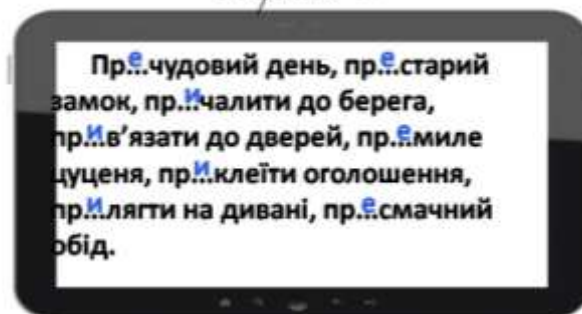 Пр..е.чудовий день, пр..е.старий
замок, пр..и.чалити до берега,
пр..и.в’язати до дверей, пр..е.миле
цуценя, пр..и.клеїти оголошення,
пр..и.лягти на дивані, пр..е.смачний
обід.